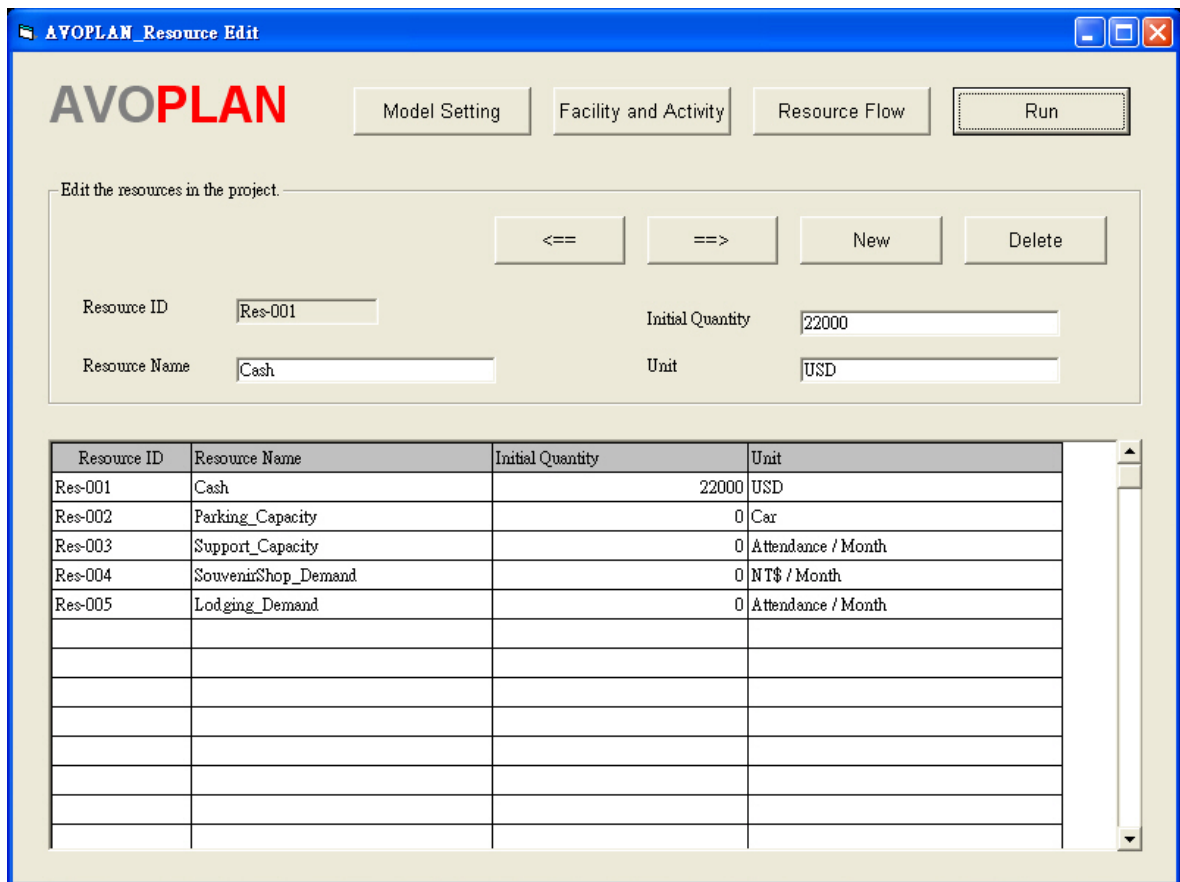 AVOPLAN_Resource Edit
AVOPLAN
Model Setting
Facility and Activity
Resource Flow
Run
Edit the resources in the project.
<==
==>
New
Delete
Resource ID Res-001
Initial Quantity 22000
Resource Name Cash
Unit USD
Resource ID Resource Name Initial Quantity Unit
Res-001 Cash 22000 USD
Res-002 Parking_Capacity 0 Car
Res-003 Support_Capacity 0 Attendance / Month
Res-004 SouvenirShop_Demand 0 NT$ / Month
Res-005 Lodging_Demand 0 Attendance / Month